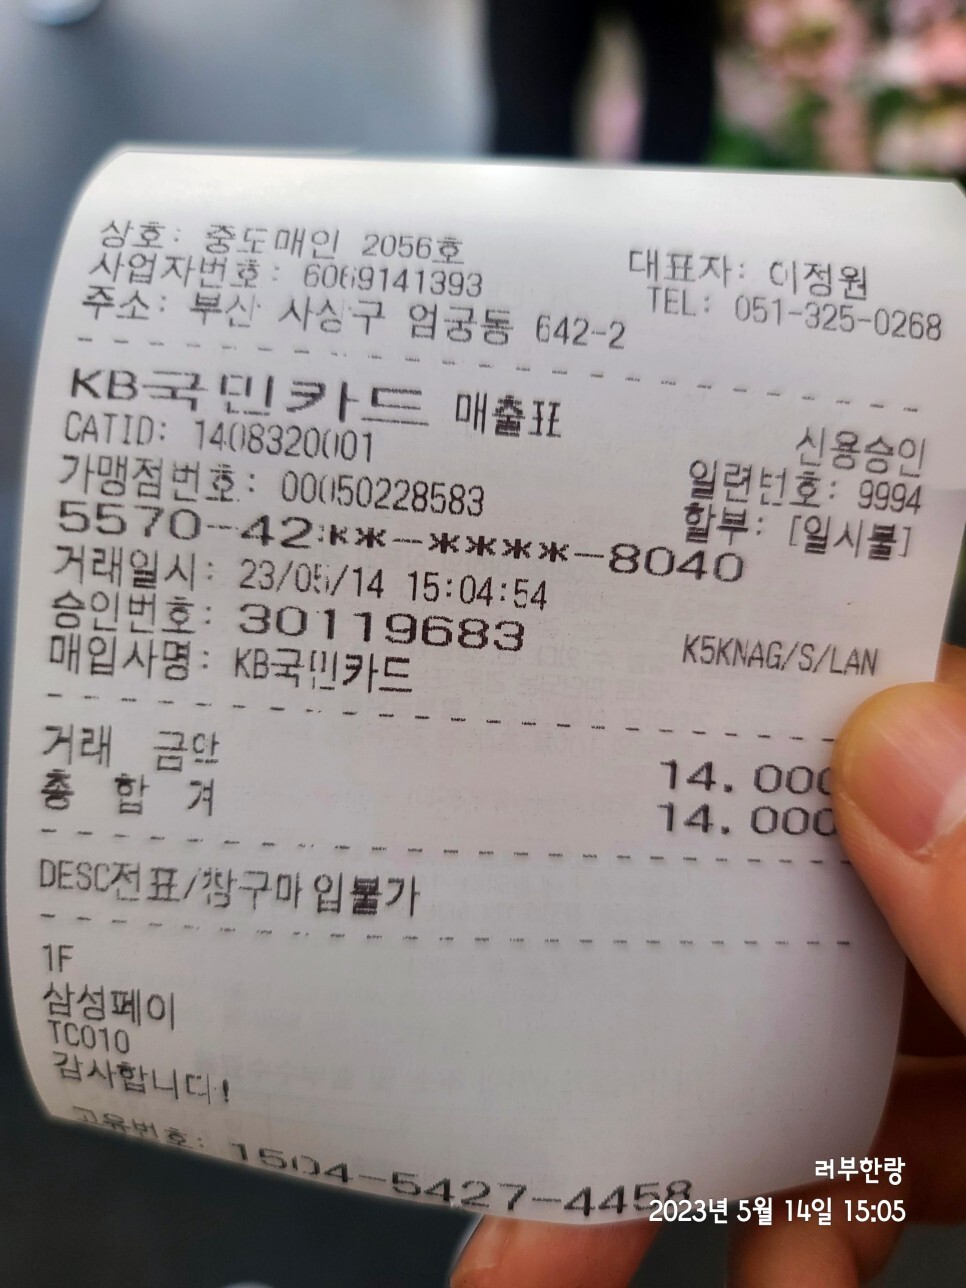 상호: 중도매인 2056호
대표자: 이정원
사업자번호: 6069141393
TEL: 051-325-0268
주소: 부산 사상구 엄궁동 642-2
KB국민카드 매출표
신용승인
CATID: 1408320001
일련번호: 9994
가맹점번호: 00050228583
할부: [일시불]
5570-42**-****-8040
거래일시: 23/05/14 15:04:54
승인번호: 30119683
K5KNAG/S/LAN
매입사명: KB국민카드
거래 금액 14.000
총 합 계 14.000
DESC전표/창구매입불가
1F
삼성페이
TC010
감사합니다!
고유번호: 1504-5427-4458
러부한랑
2023년 5월 14일 15:05